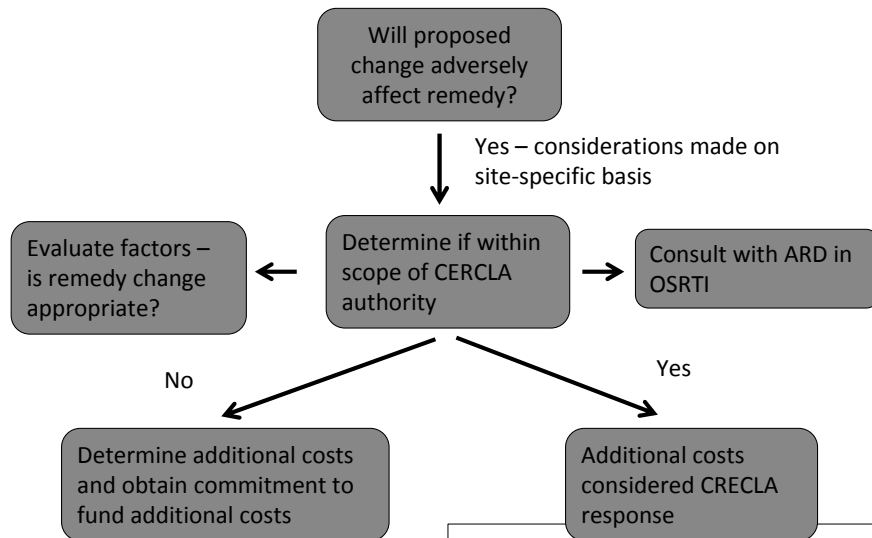 Will proposed
change adversely
affect remedy?
Yes – considerations made on
site-specific basis
Evaluate factors –
is remedy change
appropriate?
Determine if within
scope of CERCLA
authority
Consult with ARD in
OSRTI
No
Yes
Determine additional costs
and obtain commitment to
fund additional costs
Additional costs
considered CRECLA
response